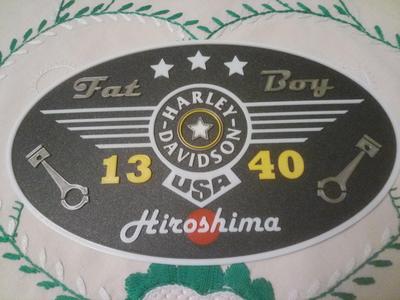 Fat Boy
HARLEY-DAVIDSON
13 40
USA
Hiroshima